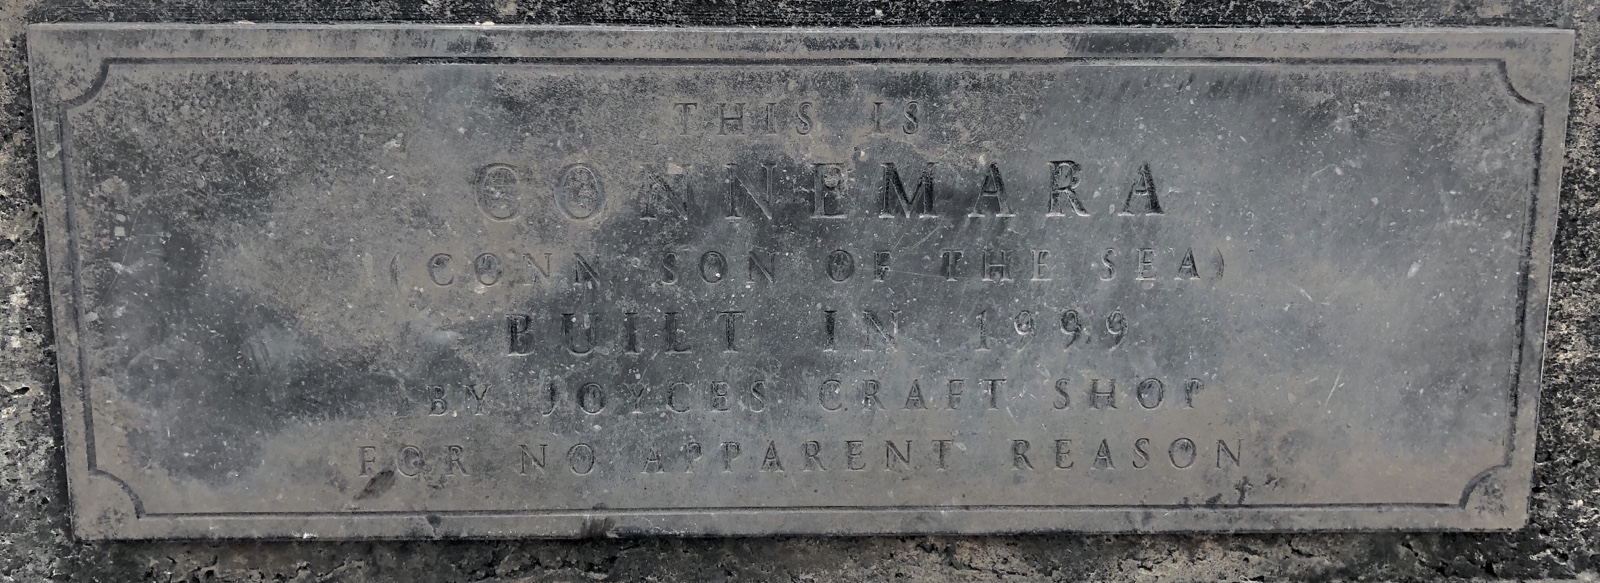 THIS IS
CONNEMARA
(CONN SON OF THE SEA)
BUILT IN 1999
BY JOYCES CRAFT SHOP
FOR NO APPARENT REASON